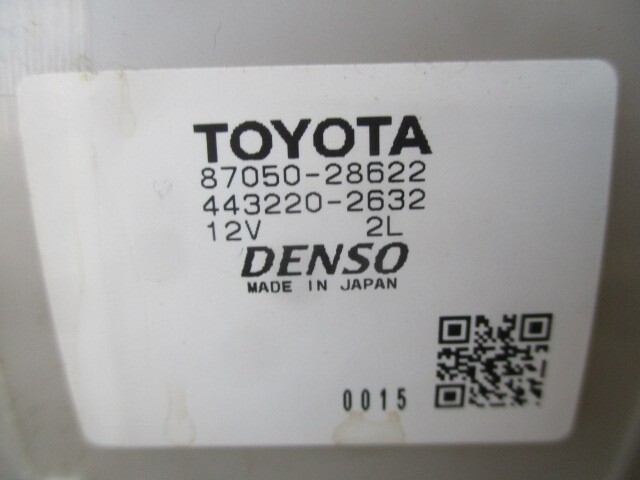 TOYOTA
87050-28622
443220-2632
12V 2L
DENSO
MADE IN JAPAN
0015